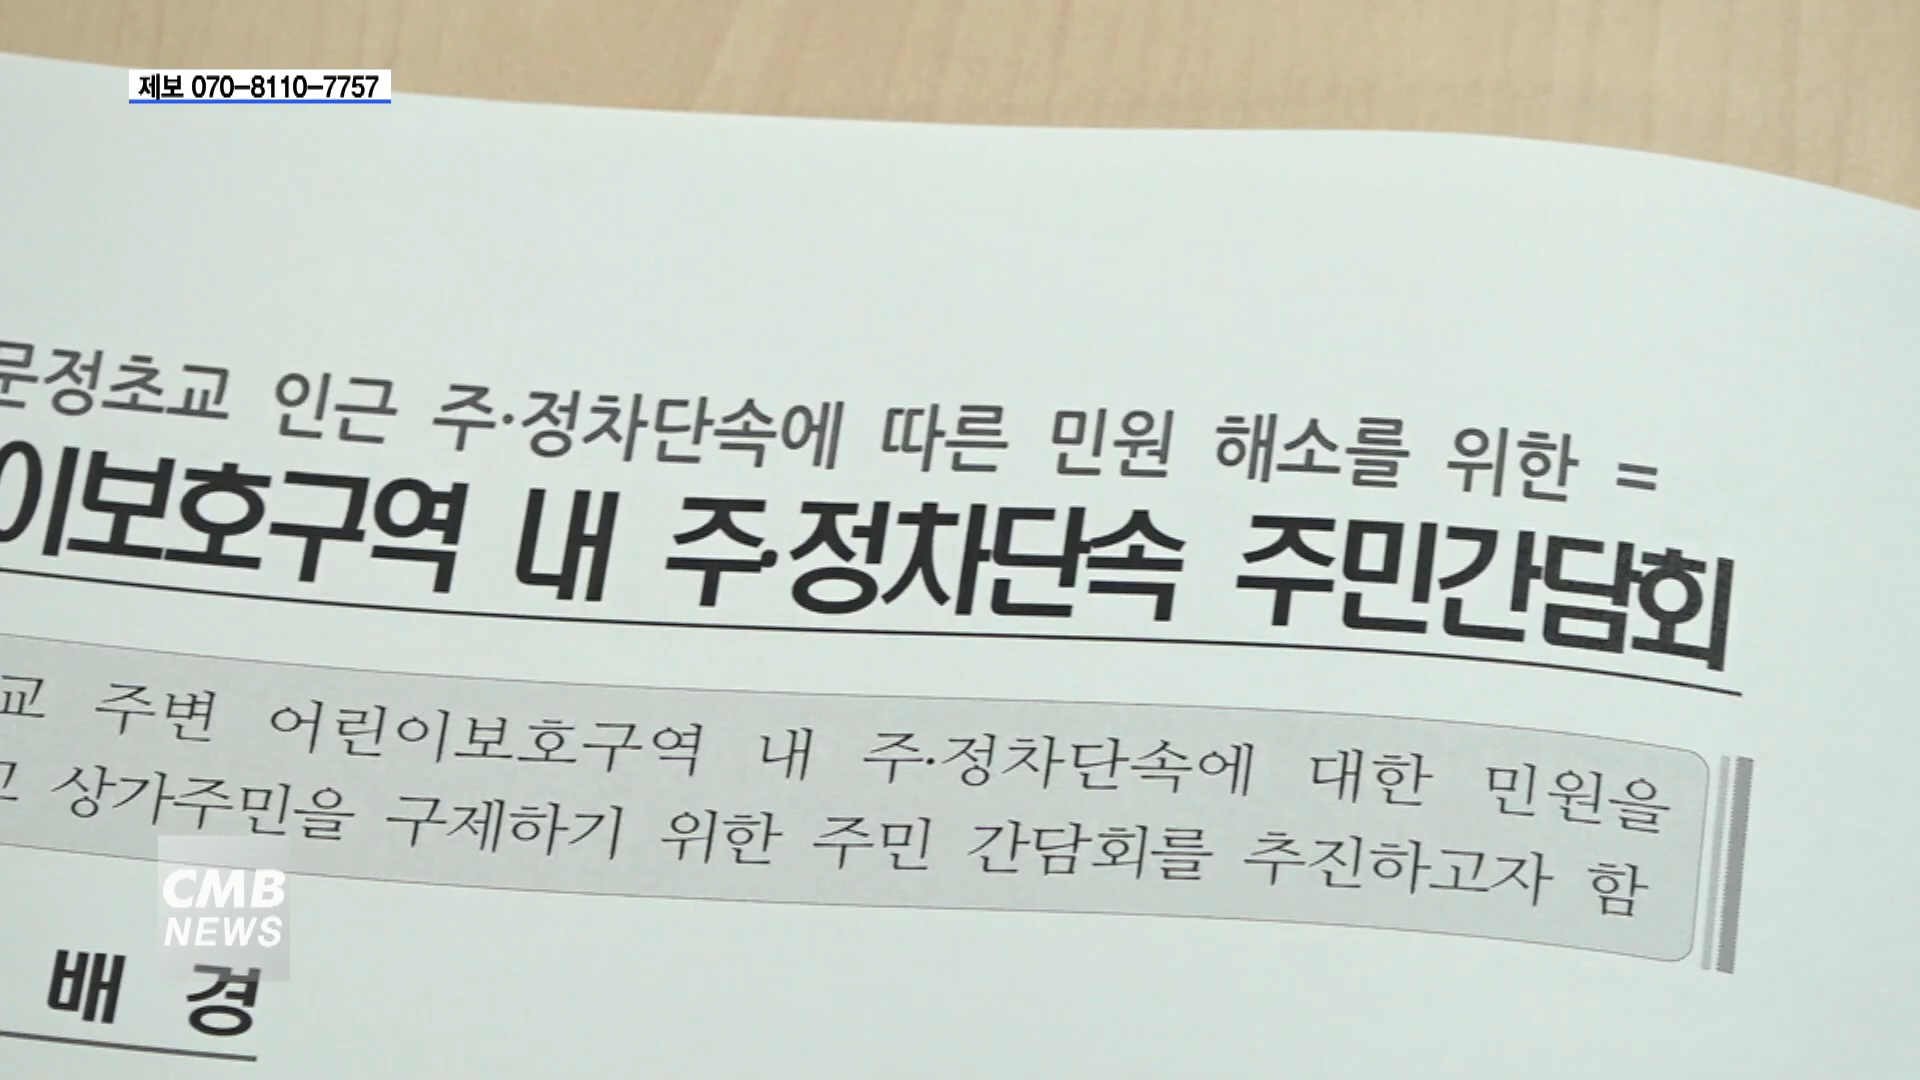 제보 070-8110-7757
문정초교 인근 주·정차단속에 따른 민원 해소를 위한 =
이보호구역 내 주·정차단속 주민간담회
교 주변 어린이보호구역 내 주·정차단속에 대한 민원을
고 상가주민을 구제하기 위한 주민 간담회를 추진하고자 함
CMB
NEWS
배 경